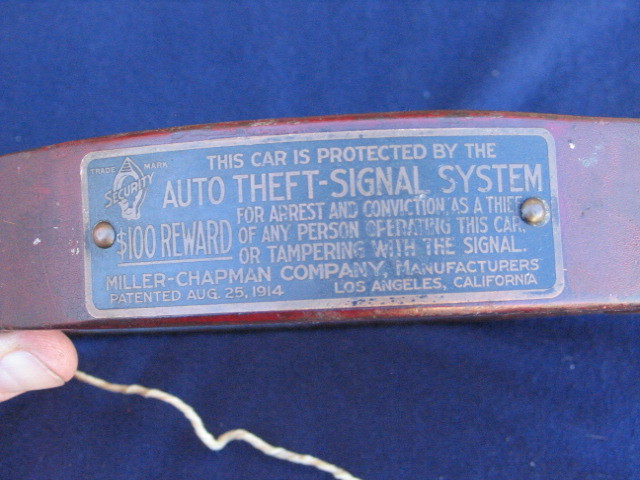 TRADE MARK
SECURITY
THIS CAR IS PROTECTED BY THE
AUTO THEFT-SIGNAL SYSTEM
$100 REWARD
FOR ARREST AND CONVICTION AS A THIEF
OF ANY PERSON OPERATING THIS CAR,
OR TAMPERING WITH THE SIGNAL.
MILLER-CHAPMAN COMPANY, MANUFACTURERS
PATENTED AUG. 25, 1914 LOS ANGELES, CALIFORNIA